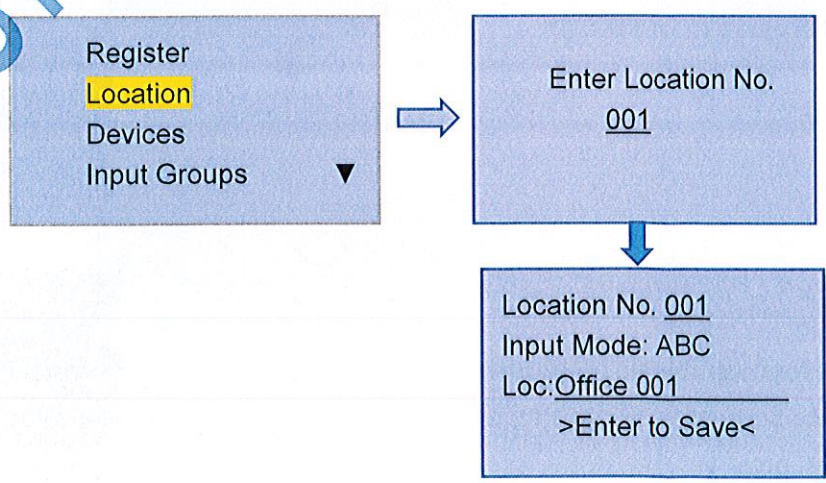 Register
Location
Devices
Input Groups ▼
Enter Location No.
001
Location No. 001
Input Mode: ABC
Loc:Office 001
>Enter to Save<